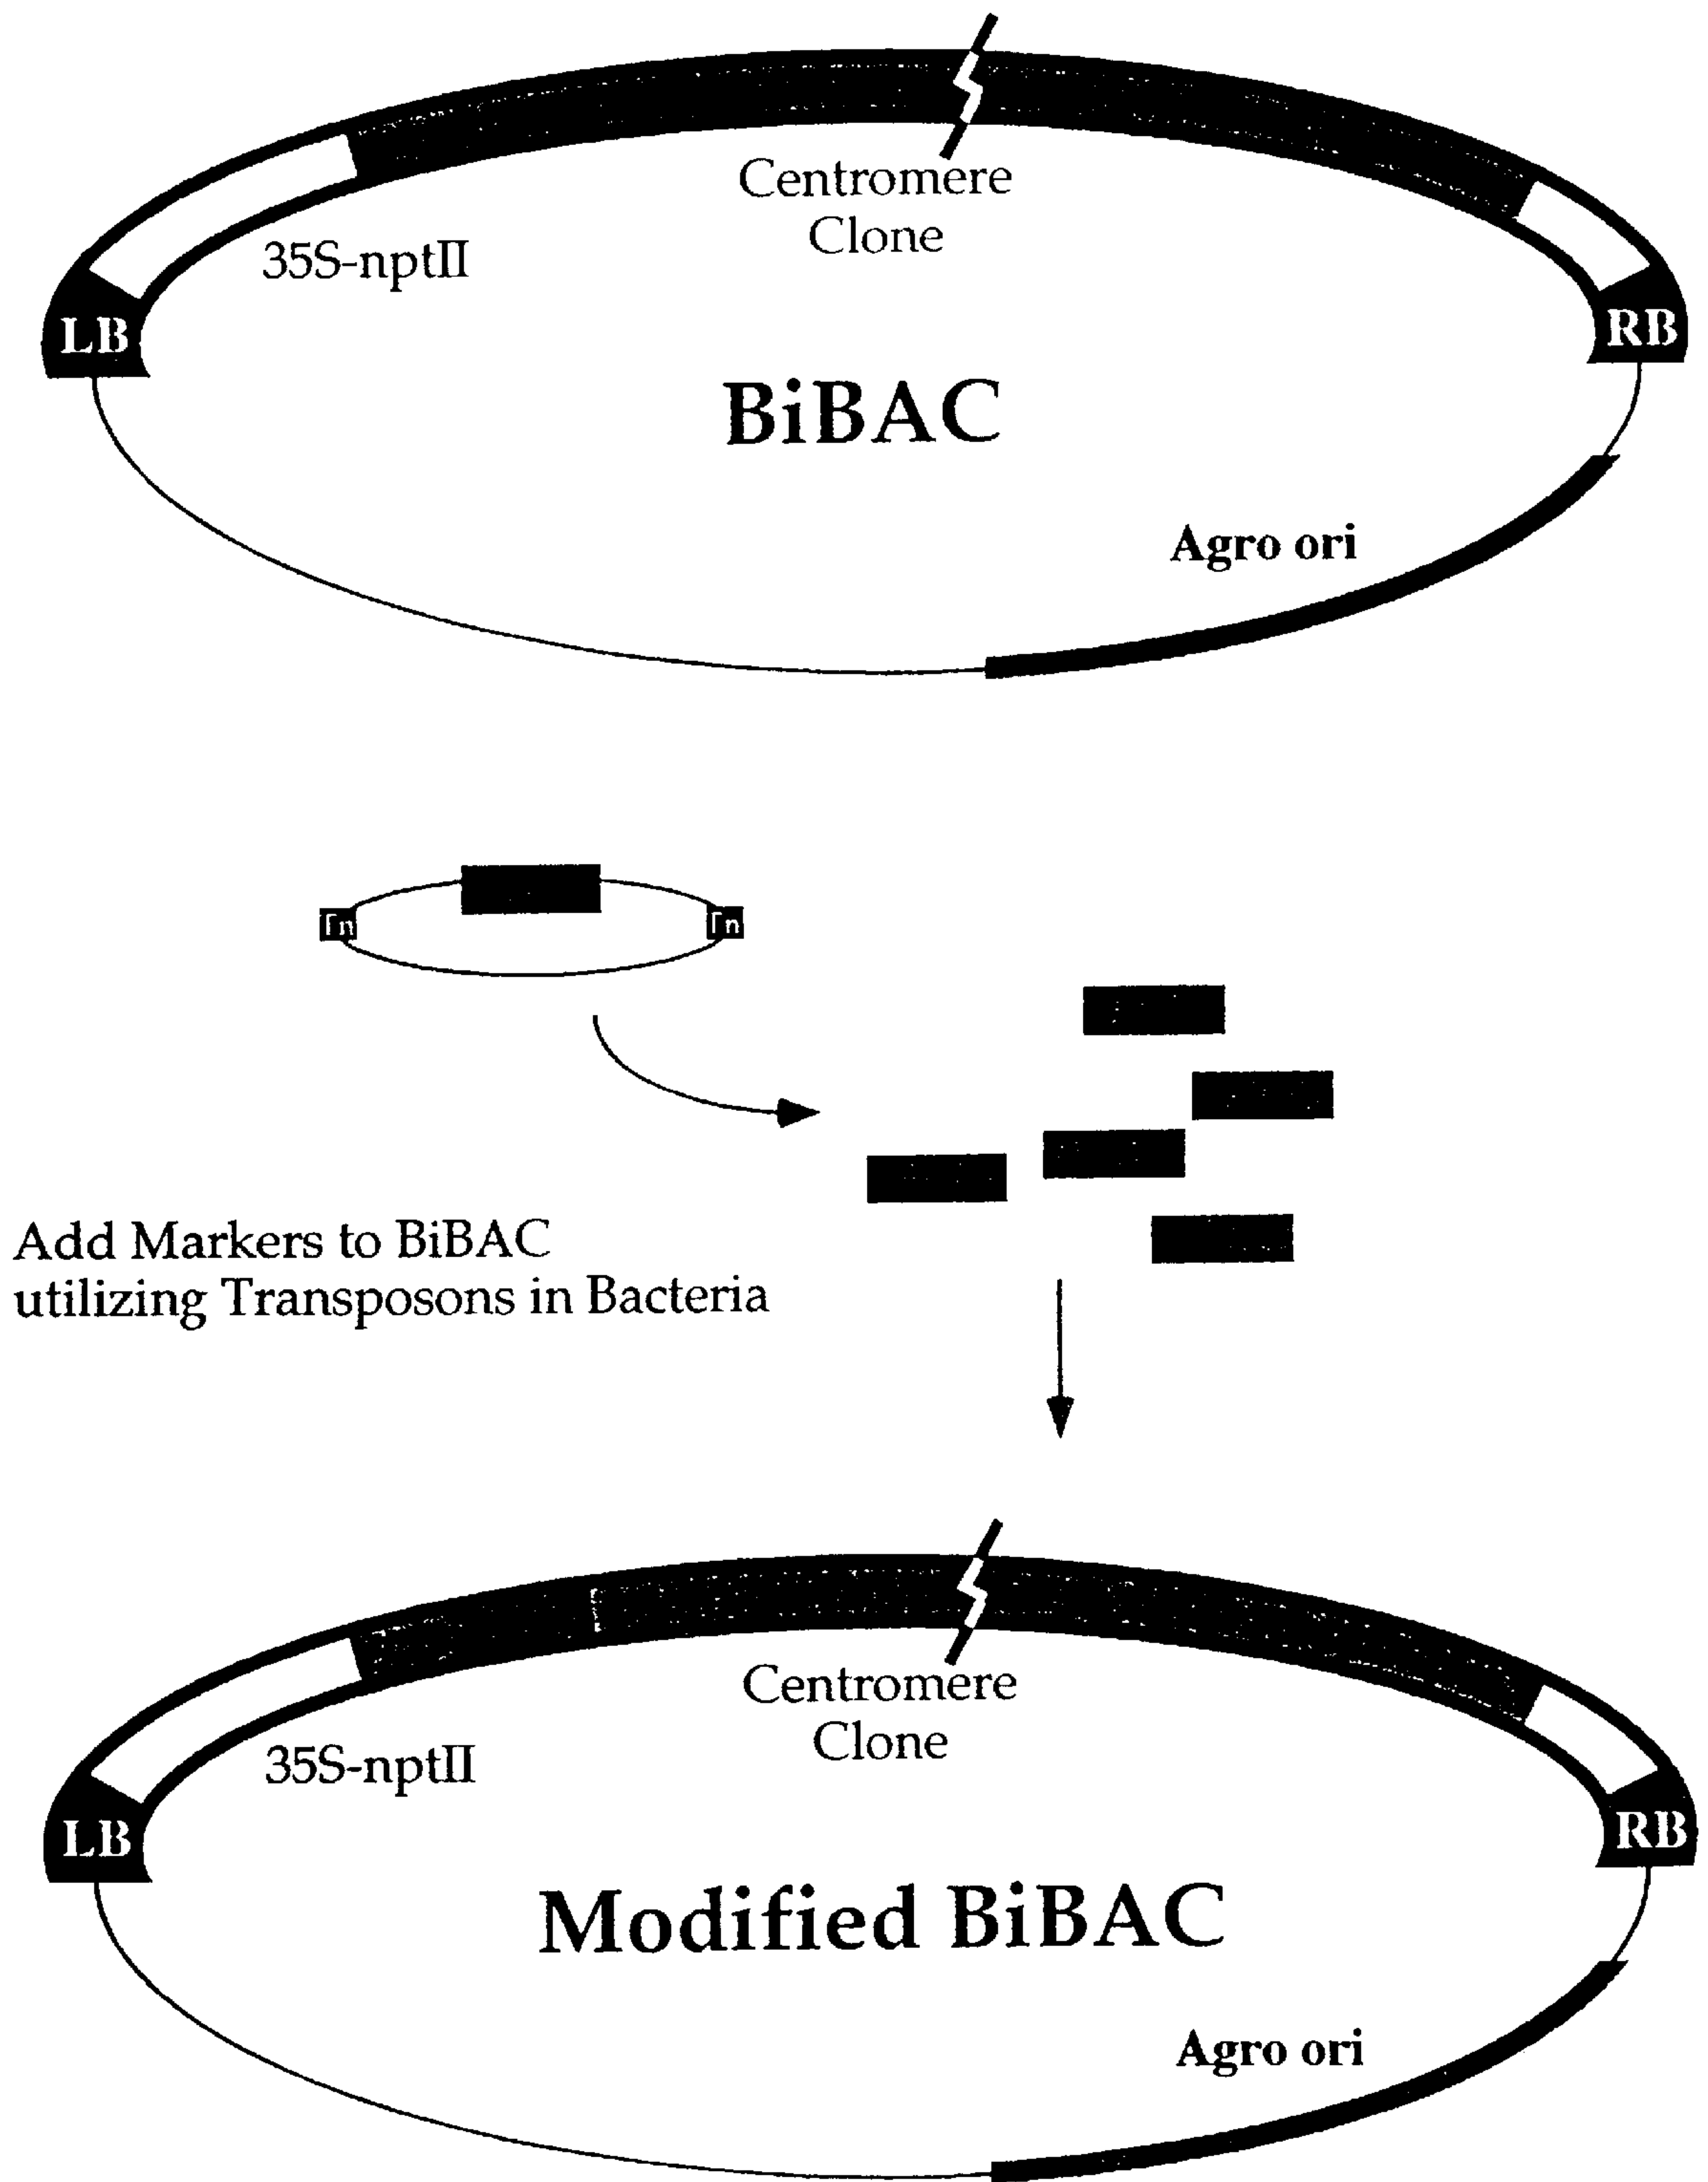 Centromere
Clone
35S-nptII
LB
RB
BiBAC
Agro ori
Tn
Tn
Add Markers to BiBAC
utilizing Transposons in Bacteria
Centromere
Clone
35S-nptII
LB
RB
Modified BiBAC
Agro ori